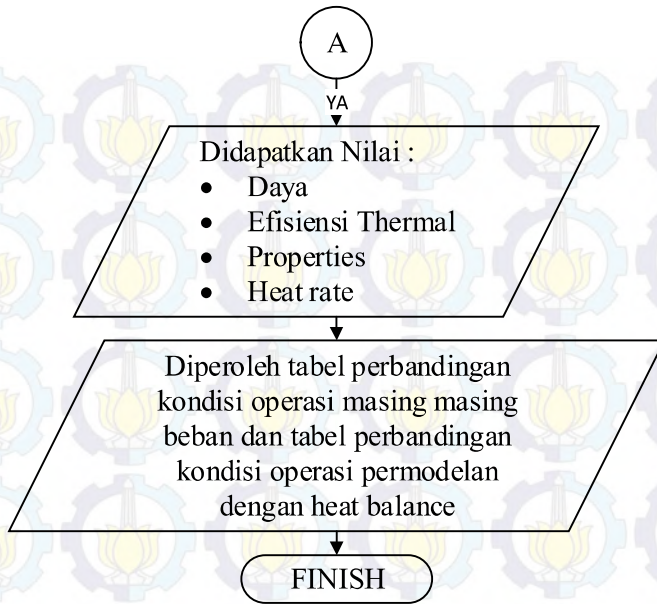 A
YA
Didapatkan Nilai :
• Daya
• Efisiensi Thermal
• Properties
• Heat rate
Diperoleh tabel perbandingan
kondisi operasi masing masing
beban dan tabel perbandingan
kondisi operasi permodelan
dengan heat balance
FINISH